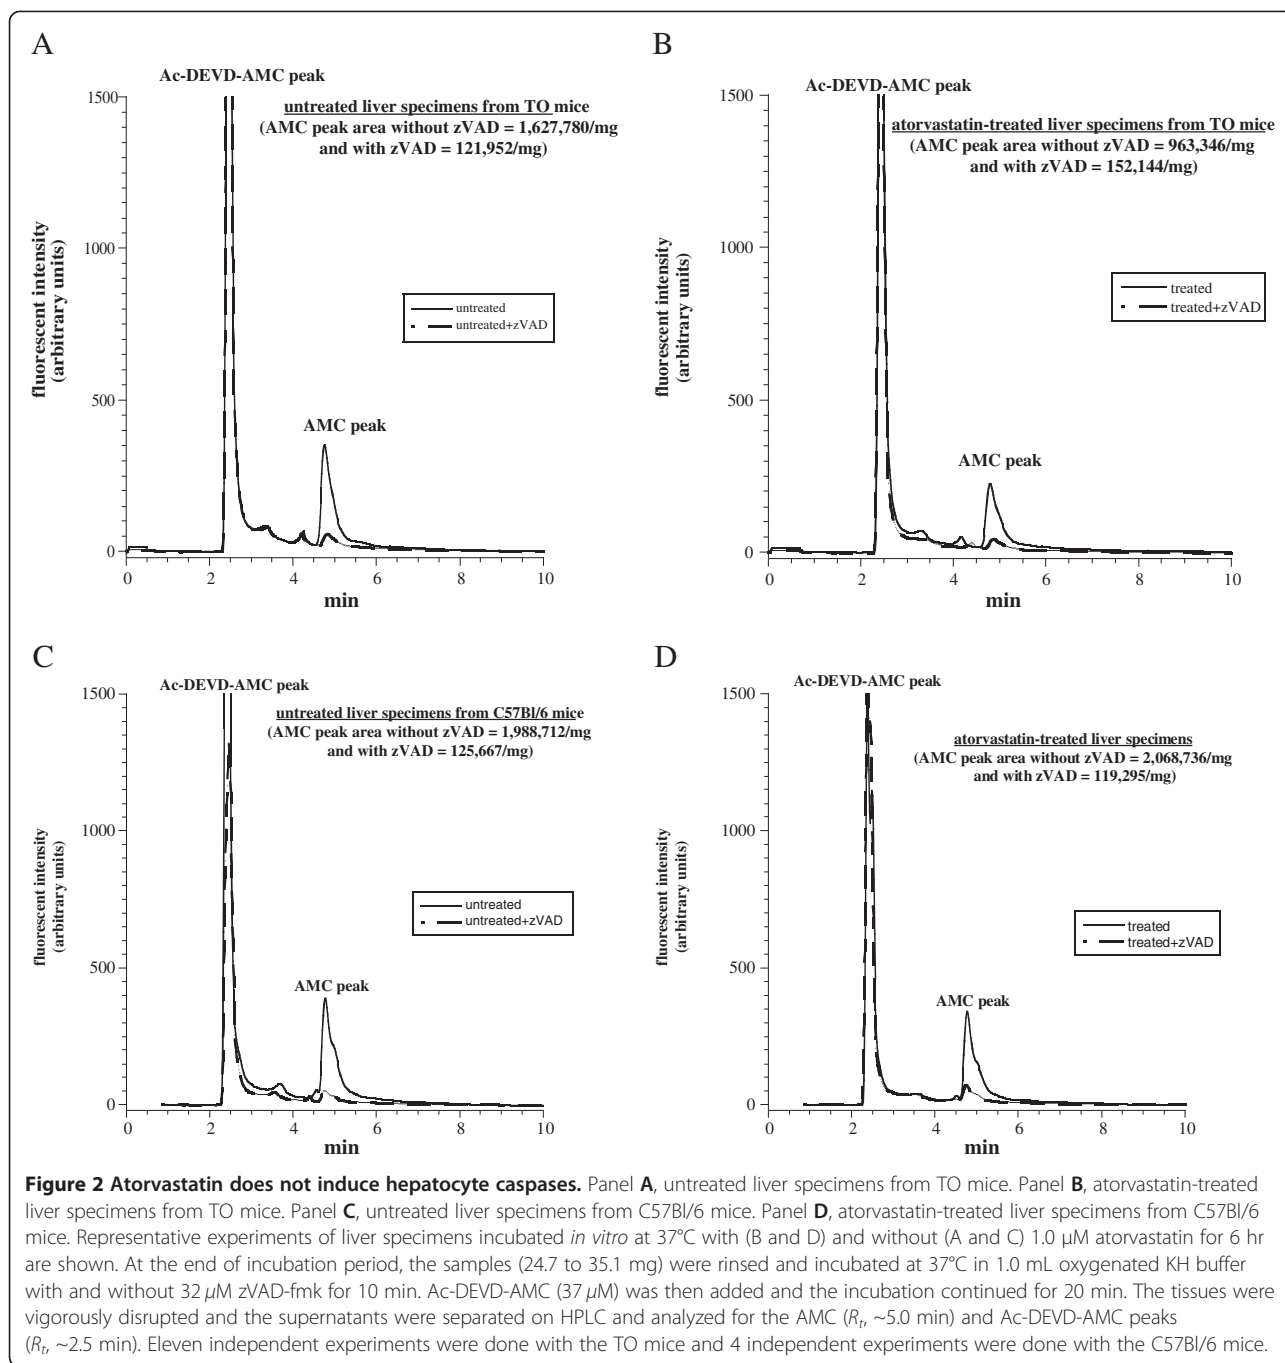 A
Ac-DEVD-AMC peak
untreated liver specimens from TO mice
(AMC peak area without zVAD = 1,627,780/mg
and with zVAD = 121,952/mg)
1500
1000
500
0
fluorescent intensity
(arbitrary units)
untreated
untreated+zVAD
AMC peak
0 2 4 6 8 10
min
B
Ac-DEVD-AMC peak
atorvastatin-treated liver specimens from TO mice
(AMC peak area without zVAD = 963,346/mg
and with zVAD = 152,144/mg)
1500
1000
500
0
fluorescent intensity
(arbitrary units)
treated
treated+zVAD
AMC peak
0 2 4 6 8 10
min
C
Ac-DEVD-AMC peak
untreated liver specimens from C57Bl/6 mice
(AMC peak area without zVAD = 1,988,712/mg
and with zVAD = 125,667/mg)
1500
1000
500
0
fluorescent intensity
(arbitrary units)
untreated
untreated+zVAD
AMC peak
0 2 4 6 8 10
min
D
Ac-DEVD-AMC peak
atorvastatin-treated liver specimens
(AMC peak area without zVAD = 2,068,736/mg
and with zVAD = 119,295/mg)
1500
1000
500
0
fluorescent intensity
(arbitrary units)
treated
treated+zVAD
AMC peak
0 2 4 6 8 10
min
Figure 2 Atorvastatin does not induce hepatocyte caspases. Panel A, untreated liver specimens from TO mice. Panel B, atorvastatin-treated
liver specimens from TO mice. Panel C, untreated liver specimens from C57Bl/6 mice. Panel D, atorvastatin-treated liver specimens from C57Bl/6
mice. Representative experiments of liver specimens incubated in vitro at 37°C with (B and D) and without (A and C) 1.0 μM atorvastatin for 6 hr
are shown. At the end of incubation period, the samples (24.7 to 35.1 mg) were rinsed and incubated at 37°C in 1.0 mL oxygenated KH buffer
with and without 32 μM zVAD-fmk for 10 min. Ac-DEVD-AMC (37 μM) was then added and the incubation continued for 20 min. The tissues were
vigorously disrupted and the supernatants were separated on HPLC and analyzed for the AMC (Rt, ~5.0 min) and Ac-DEVD-AMC peaks
(Rt, ~2.5 min). Eleven independent experiments were done with the TO mice and 4 independent experiments were done with the C57Bl/6 mice.